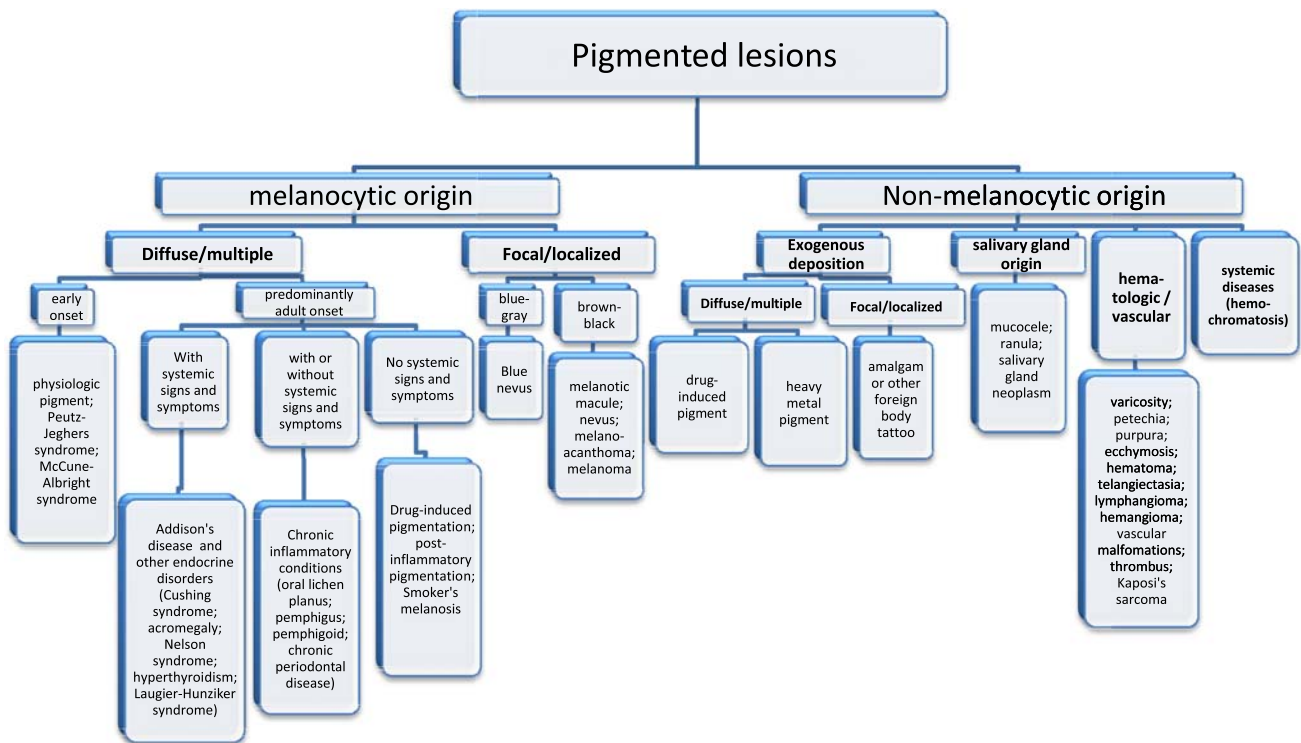 Pigmented lesions
melanocytic origin
Non-melanocytic origin
Diffuse/multiple
Focal/localized
Exogenous
deposition
salivary gland
origin
hema-
tologic /
vascular
systemic
diseases
(hemo-
chromatosis)
early
onset
predominantly
adult onset
blue-
gray
brown-
black
Diffuse/multiple
Focal/localized
physiologic
pigment;
Peutz-
Jeghers
syndrome;
McCune-
Albright
syndrome
With
systemic
signs and
symptoms
with or
without
systemic
signs and
symptoms
No systemic
signs and
symptoms
Blue
nevus
melanotic
macule;
nevus;
melano-
acanthoma;
melanoma
drug-
induced
pigment
heavy
metal
pigment
amalgam
or other
foreign
body
tattoo
mucocele;
ranula;
salivary
gland
neoplasm
varicosity;
petechia;
purpura;
ecchymosis;
hematoma;
telangiectasia;
lymphangioma;
hemangioma;
vascular
malfomations;
thrombus;
Kaposi's
sarcoma
Addison's
disease and
other endocrine
disorders
(Cushing
syndrome;
acromegaly;
Nelson
syndrome;
hyperthyroidism;
Laugier-Hunziker
syndrome)
Chronic
inflammatory
conditions
(oral lichen
planus;
pemphigus;
pemphigoid;
chronic
periodontal
disease)
Drug-induced
pigmentation;
post-
inflammatory
pigmentation;
Smoker's
melanosis